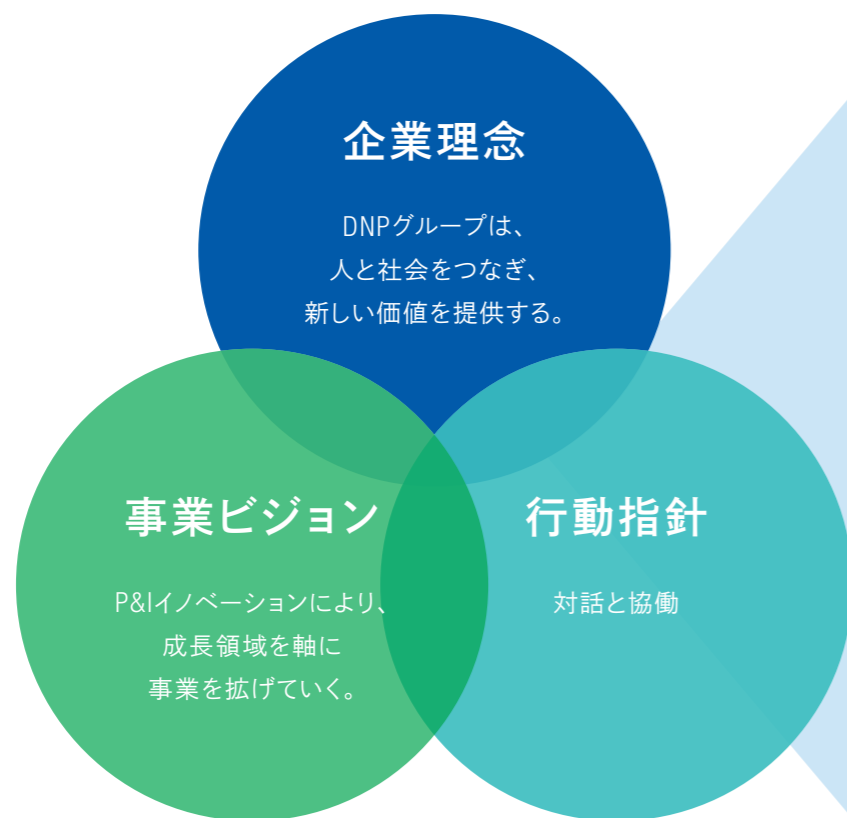 企業理念
DNPグループは、
人と社会をつなぎ、
新しい価値を提供する。
事業ビジョン
P&Iイノベーションにより、
成長領域を軸に
事業を拡げていく。
行動指針
対話と協働